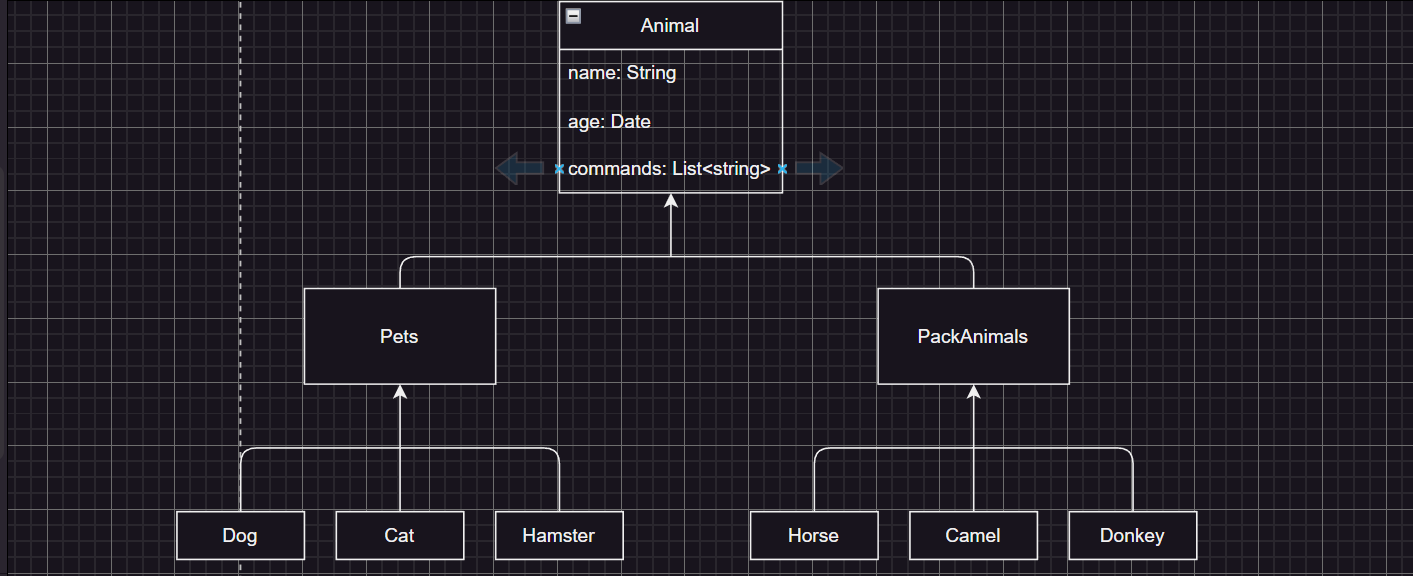 Animal
name: String
age: Date
commands: List<string>
Pets
PackAnimals
Dog
Cat
Hamster
Horse
Camel
Donkey